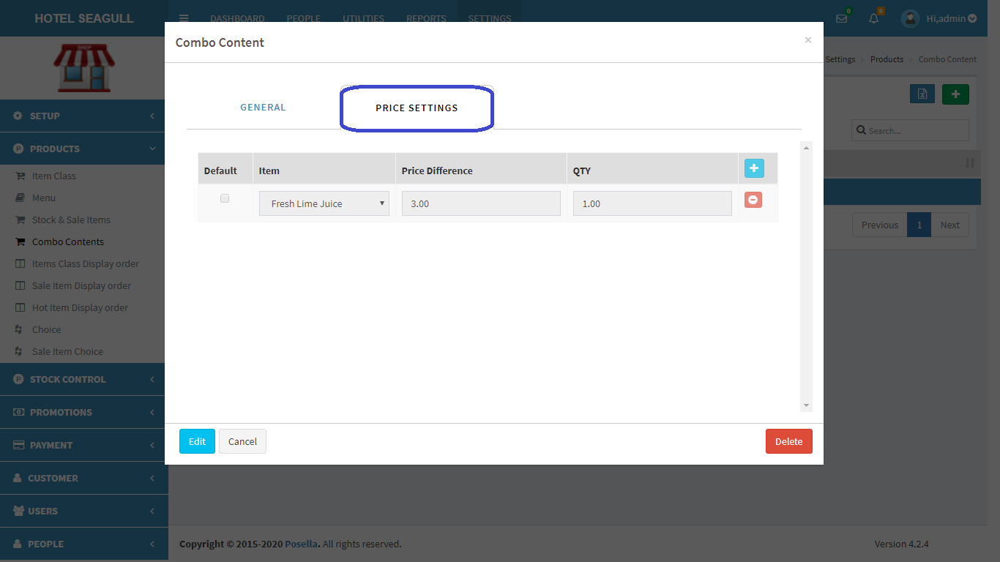 HOTEL SEAGULL
DASHBOARD PEOPLE UTILITIES REPORTS SETTINGS
0 0 Hi,admin
Combo Content ×
Settings > Products > Combo Content
SHOP
GENERAL PRICE SETTINGS
Search...
SETUP
PRODUCTS
Item Class
Menu
Stock & Sale Items
Combo Contents
Items Class Display order
Sale Item Display order
Hot Item Display order
Choice
Sale Item Choice
STOCK CONTROL
PROMOTIONS
PAYMENT
CUSTOMER
USERS
PEOPLE
Default Item Price Difference QTY
Fresh Lime Juice 3.00 1.00
Previous 1 Next
Edit Cancel Delete
Copyright © 2015-2020 Posella. All rights reserved. Version 4.2.4